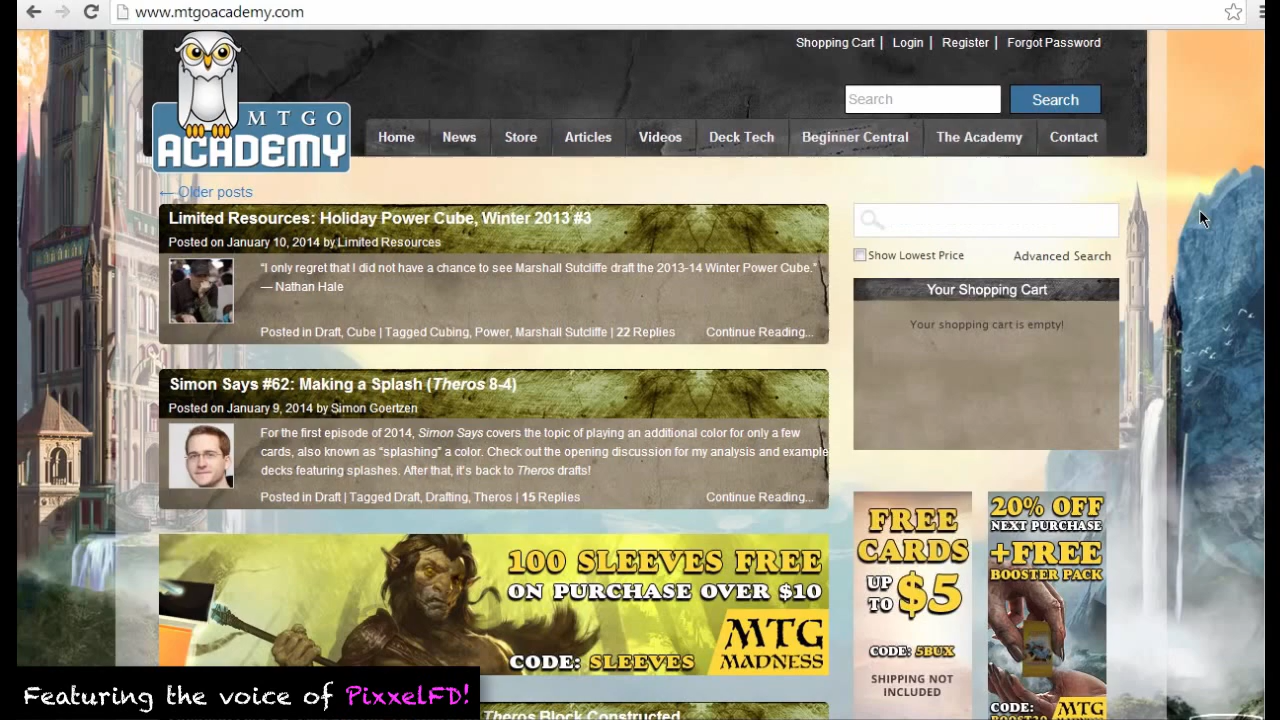 www.mtgoacademy.com
Shopping Cart | Login | Register | Forgot Password
MTGO
ACADEMY
Search
Search
Home News Store Articles Videos Deck Tech Beginner Central The Academy Contact
← Older posts
Limited Resources: Holiday Power Cube, Winter 2013 #3
Posted on January 10, 2014 by Limited Resources
“I only regret that I did not have a chance to see Marshall Sutcliffe draft the 2013-14 Winter Power Cube.”
— Nathan Hale
Posted in Draft, Cube | Tagged Cubing, Power, Marshall Sutcliffe | 22 Replies Continue Reading...
Simon Says #62: Making a Splash (Theros 8-4)
Posted on January 9, 2014 by Simon Goertzen
For the first episode of 2014, Simon Says covers the topic of playing an additional color for only a few
cards, also known as “splashing” a color. Check out the opening discussion for my analysis and example
decks featuring splashes. After that, it's back to Theros drafts!
Posted in Draft | Tagged Draft, Drafting, Theros | 15 Replies Continue Reading...
100 SLEEVES FREE
ON PURCHASE OVER $10
CODE: SLEEVES
MTG
MADNESS
Show Lowest Price Advanced Search
Your Shopping Cart
Your shopping cart is empty!
FREE
CARDS
UP
TO $5
CODE: 5BUX
SHIPPING NOT
INCLUDED
20% OFF
NEXT PURCHASE
+FREE
BOOSTER PACK
CODE:
MTG
Featuring the voice of PixxelFD!
Theros Block Constructed